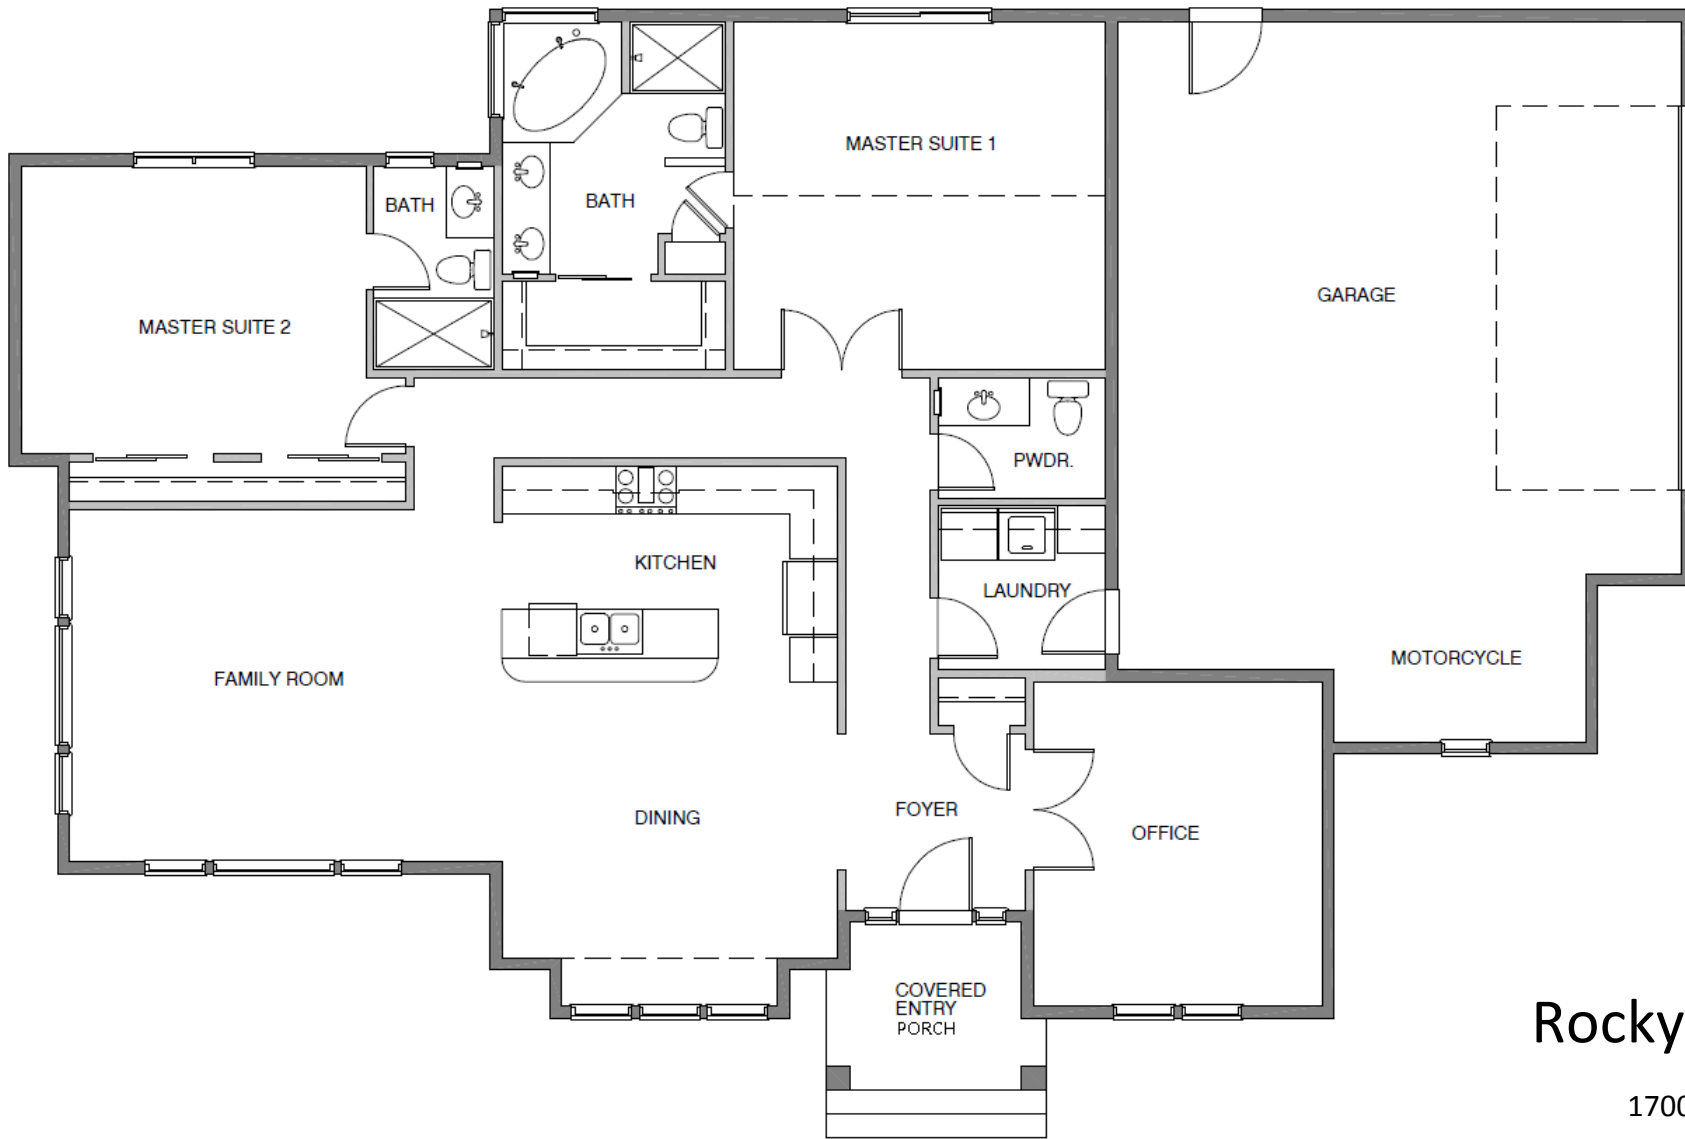 MASTER SUITE 1
BATH
BATH
GARAGE
MASTER SUITE 2
PWDR.
KITCHEN
LAUNDRY
FAMILY ROOM
MOTORCYCLE
DINING
FOYER
OFFICE
COVERED
ENTRY
PORCH
Rocky
1700